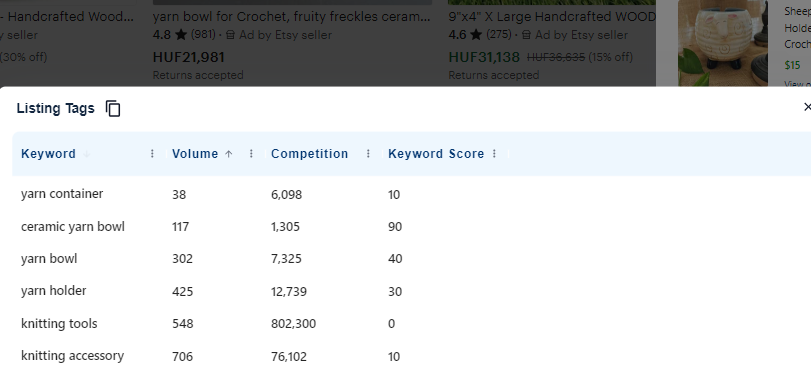 - Handcrafted Wood...
y seller
(30% off)
yarn bowl for Crochet, fruity freckles ceram...
4.8 ★ (981) · Ad by Etsy seller
HUF21,981
Returns accepted
9"x4" X Large Handcrafted WOOD
4.6 ★ (275) · Ad by Etsy seller
HUF31,138 HUF36,635 (15% off)
Returns accepted
Sheep
Holde
Croch
$15
Listing Tags
Keyword Volume ↑ Competition Keyword Score
yarn container 38 6,098 10
ceramic yarn bowl 117 1,305 90
yarn bowl 302 7,325 40
yarn holder 425 12,739 30
knitting tools 548 802,300 0
knitting accessory 706 76,102 10